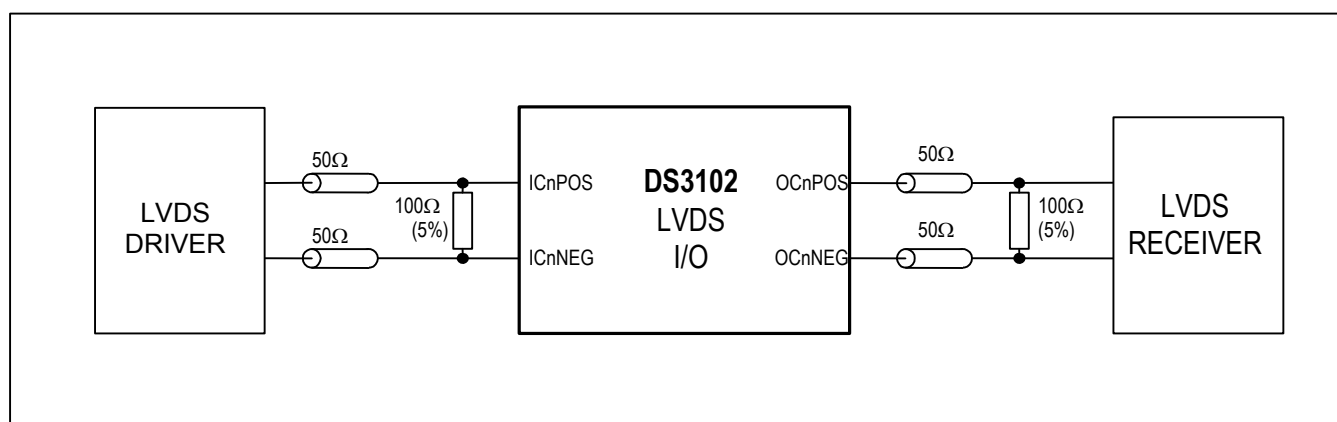 LVDS
DRIVER
50Ω
50Ω
100Ω
(5%)
ICnPOS
ICnNEG
DS3102
LVDS
I/O
OCnPOS
OCnNEG
50Ω
50Ω
100Ω
(5%)
LVDS
RECEIVER